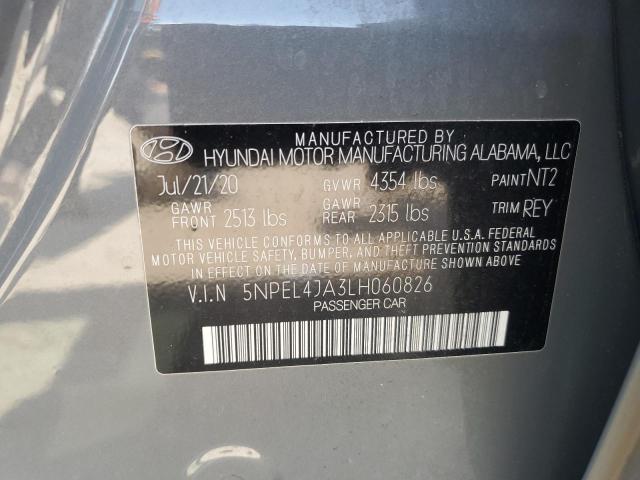 MANUFACTURED BY
HYUNDAI MOTOR MANUFACTURING ALABAMA, LLC
Jul/21/20 GVWR 4354 lbs PAINT NT2
GAWR FRONT 2513 lbs GAWR REAR 2315 lbs TRIM REY
THIS VEHICLE CONFORMS TO ALL APPLICABLE U.S.A. FEDERAL
MOTOR VEHICLE SAFETY, BUMPER, AND THEFT PREVENTION STANDARDS
IN EFFECT ON THE DATE OF MANUFACTURE SHOWN ABOVE.
V.I.N 5NPEL4JA3LH060826
PASSENGER CAR